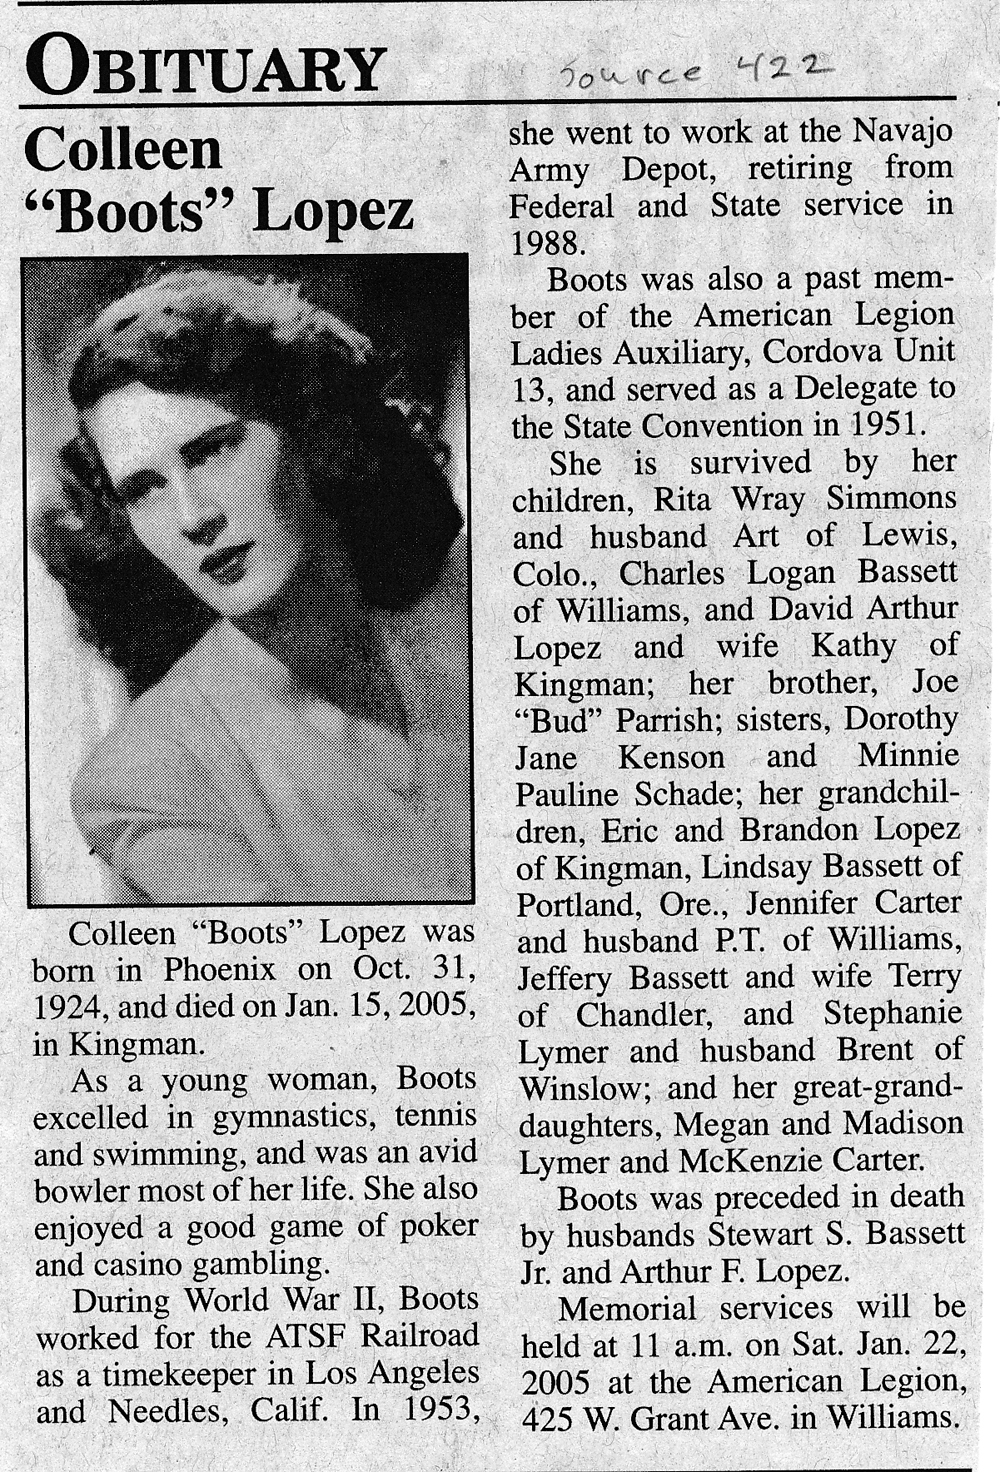 OBITUARY
Source 422
Colleen
“Boots” Lopez
Colleen “Boots” Lopez was
born in Phoenix on Oct. 31,
1924, and died on Jan. 15, 2005,
in Kingman.
As a young woman, Boots
excelled in gymnastics, tennis
and swimming, and was an avid
bowler most of her life. She also
enjoyed a good game of poker
and casino gambling.
During World War II, Boots
worked for the ATSF Railroad
as a timekeeper in Los Angeles
and Needles, Calif. In 1953,
she went to work at the Navajo
Army Depot, retiring from
Federal and State service in
1988.
Boots was also a past mem-
ber of the American Legion
Ladies Auxiliary, Cordova Unit
13, and served as a Delegate to
the State Convention in 1951.
She is survived by her
children, Rita Wray Simmons
and husband Art of Lewis,
Colo., Charles Logan Bassett
of Williams, and David Arthur
Lopez and wife Kathy of
Kingman; her brother, Joe
“Bud” Parrish; sisters, Dorothy
Jane Kenson and Minnie
Pauline Schade; her grandchil-
dren, Eric and Brandon Lopez
of Kingman, Lindsay Bassett of
Portland, Ore., Jennifer Carter
and husband P.T. of Williams,
Jeffery Bassett and wife Terry
of Chandler, and Stephanie
Lymer and husband Brent of
Winslow; and her great-grand-
daughters, Megan and Madison
Lymer and McKenzie Carter.
Boots was preceded in death
by husbands Stewart S. Bassett
Jr. and Arthur F. Lopez.
Memorial services will be
held at 11 a.m. on Sat. Jan. 22,
2005 at the American Legion,
425 W. Grant Ave. in Williams.